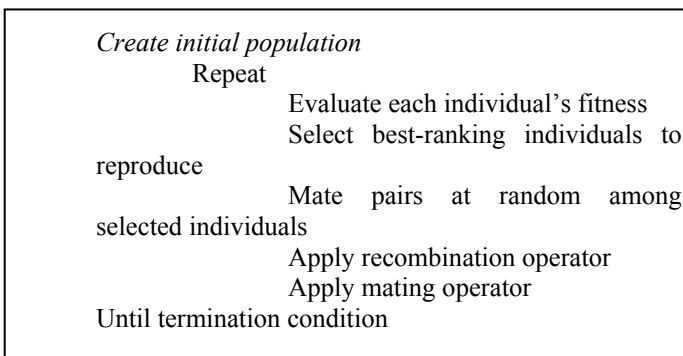 Create initial population
Repeat
Evaluate each individual’s fitness
Select best-ranking individuals to
reproduce
Mate pairs at random among
selected individuals
Apply recombination operator
Apply mating operator
Until termination condition